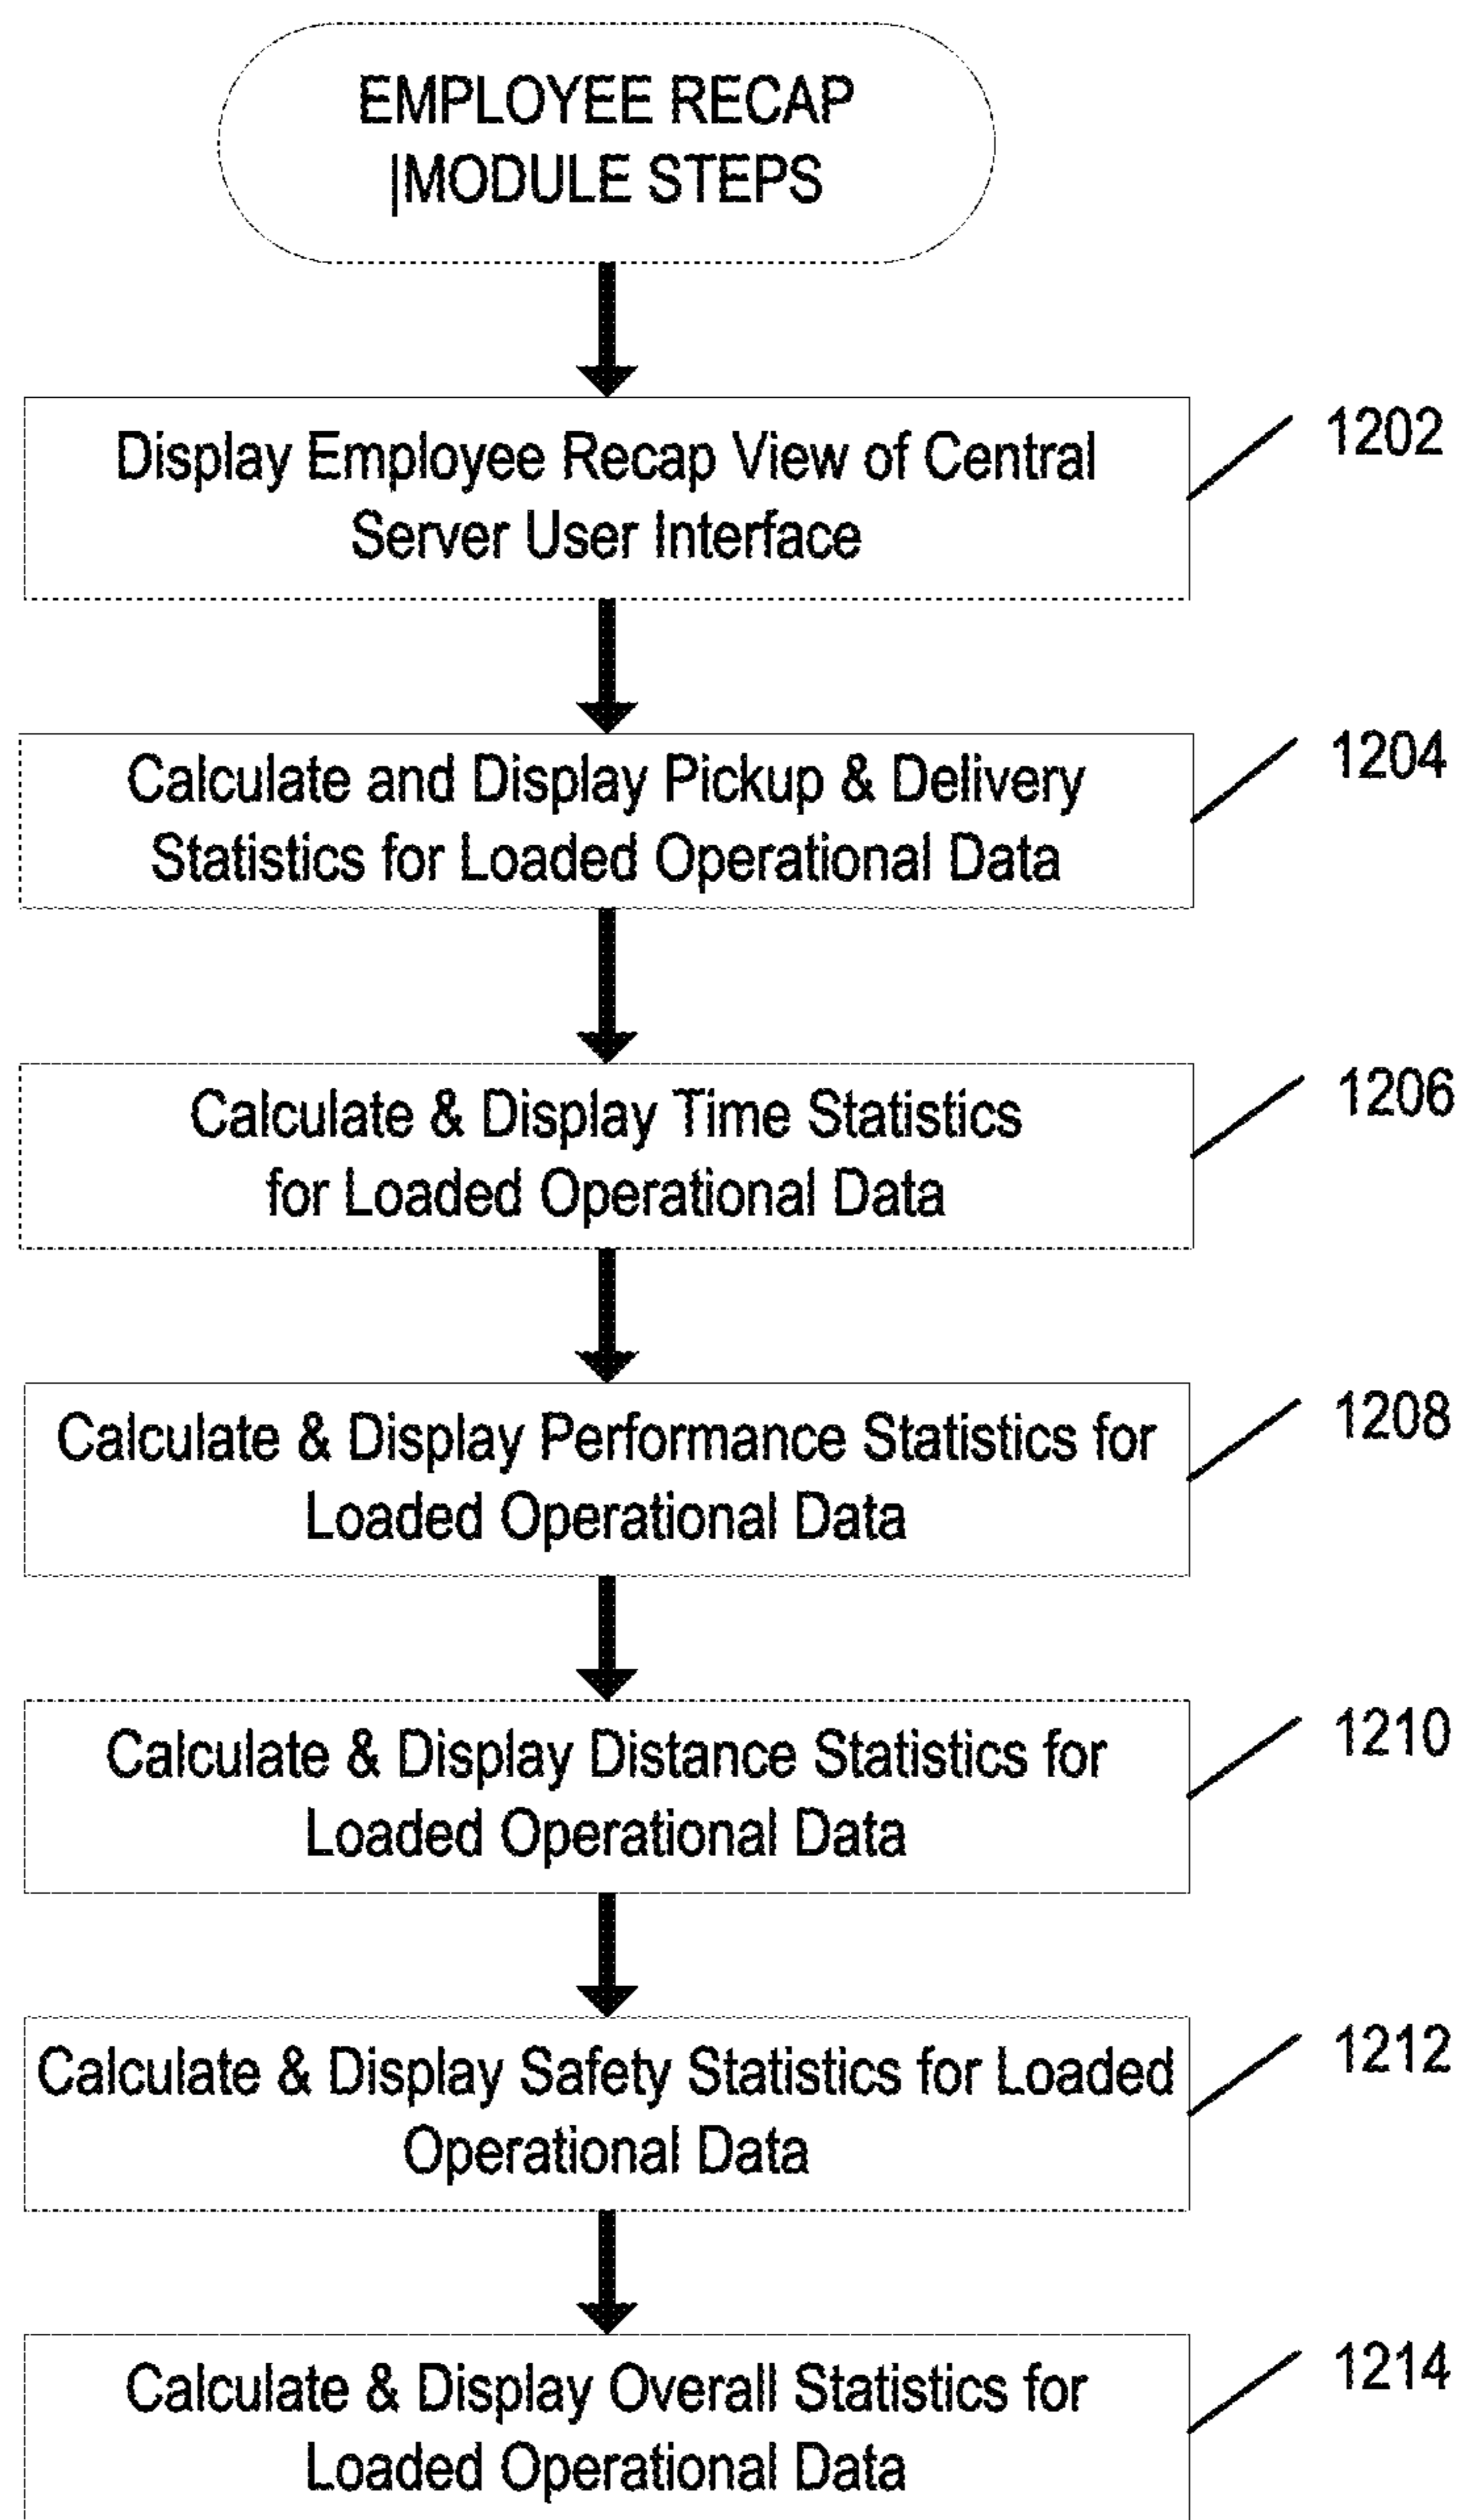 EMPLOYEE RECAP
|MODULE STEPS
Display Employee Recap View of Central
Server User Interface
1202
Calculate and Display Pickup & Delivery
Statistics for Loaded Operational Data
1204
Calculate & Display Time Statistics
for Loaded Operational Data
1206
Calculate & Display Performance Statistics for
Loaded Operational Data
1208
Calculate & Display Distance Statistics for
Loaded Operational Data
1210
Calculate & Display Safety Statistics for Loaded
Operational Data
1212
Calculate & Display Overall Statistics for
Loaded Operational Data
1214